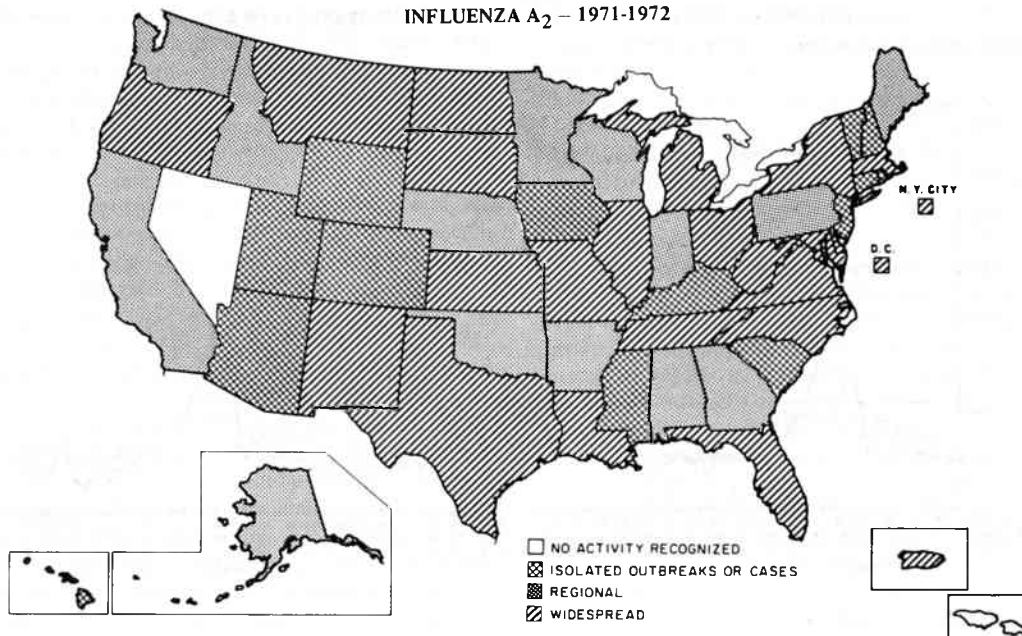 INFLUENZA A2 – 1971-1972
N.Y. CITY
D.C.
NO ACTIVITY RECOGNIZED
ISOLATED OUTBREAKS OR CASES
REGIONAL
WIDESPREAD